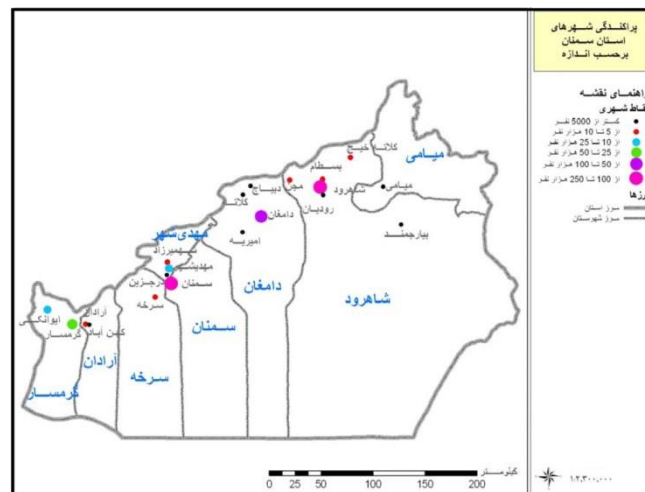 پراکندگی شهرهای
استان سمنان
برحسب اندازه
راهنمای نقشه
نقاط شهری
کمتر از 5000 نفر
از 5 تا 10 هزار نفر
از 10 تا 25 هزار نفر
از 25 تا 50 هزار نفر
از 50 تا 100 هزار نفر
از 100 تا 250 هزار نفر
مرزها
مرز استان
مرز شهرستان
میامی
کلاته خیج
بسطام
مجن
دیباج
شاهرود
میامی
کلاته
رودیان
دامغان
بیارجمند
امیریه
مهدی‌شهر
شهمیرزاد
مهدیشهر
درجزین
سمنان
دامغان
شاهرود
سرخه
آرادان
ایوانکی
گرمسار
کهن آباد
سمنان
آرادان
سرخه
گرمسار
0 25 50 100 150 200
کیلومتر
۱:۲,۳۰۰,۰۰۰